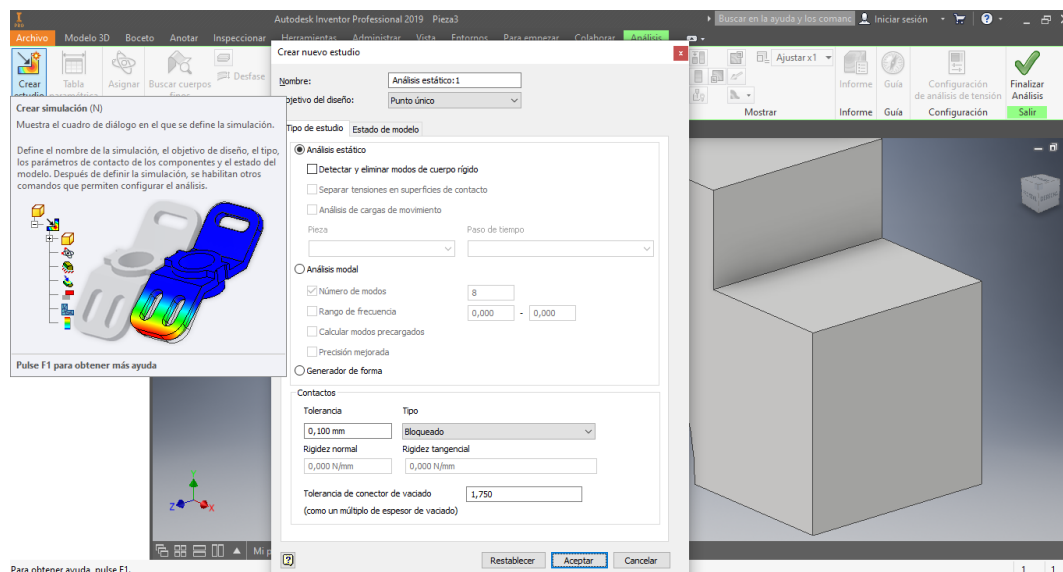 Autodesk Inventor Professional 2019 Pieza3
Buscar en la ayuda y los comanc
Iniciar sesión
PRO
Archivo Modelo 3D Boceto Anotar Inspeccionar Herramientas Administrar Vista Entornos Para empezar Colaborar Análisis
Crear
estudio
Tabla
paramétrica
Asignar
Buscar cuerpos
finos
Desfase
Ajustar x1
Mostrar
Informe
Informe
Guía
Guía
Configuración
de análisis de tensión
Configuración
Finalizar
Análisis
Salir
Crear simulación (N)
Muestra el cuadro de diálogo en el que se define la simulación.
Define el nombre de la simulación, el objetivo de diseño, el tipo,
los parámetros de contacto de los componentes y el estado del
modelo. Después de definir la simulación, se habilitan otros
comandos que permiten configurar el análisis.
Pulse F1 para obtener más ayuda
Crear nuevo estudio
x
Nombre: Análisis estático:1
Objetivo del diseño: Punto único
Tipo de estudio Estado de modelo
Análisis estático
Detectar y eliminar modos de cuerpo rígido
Separar tensiones en superficies de contacto
Análisis de cargas de movimiento
Pieza Paso de tiempo
Análisis modal
Número de modos 8
Rango de frecuencia 0,000 - 0,000
Calcular modos precargados
Precisión mejorada
Generador de forma
Contactos
Tolerancia Tipo
0,100 mm Bloqueado
Rigidez normal Rigidez tangencial
0,000 N/mm 0,000 N/mm
Tolerancia de conector de vaciado 1,750
(como un múltiplo de espesor de vaciado)
? Restablecer Aceptar Cancelar
Y
Z X
Mi p
Para obtener ayuda, pulse F1.
1 1